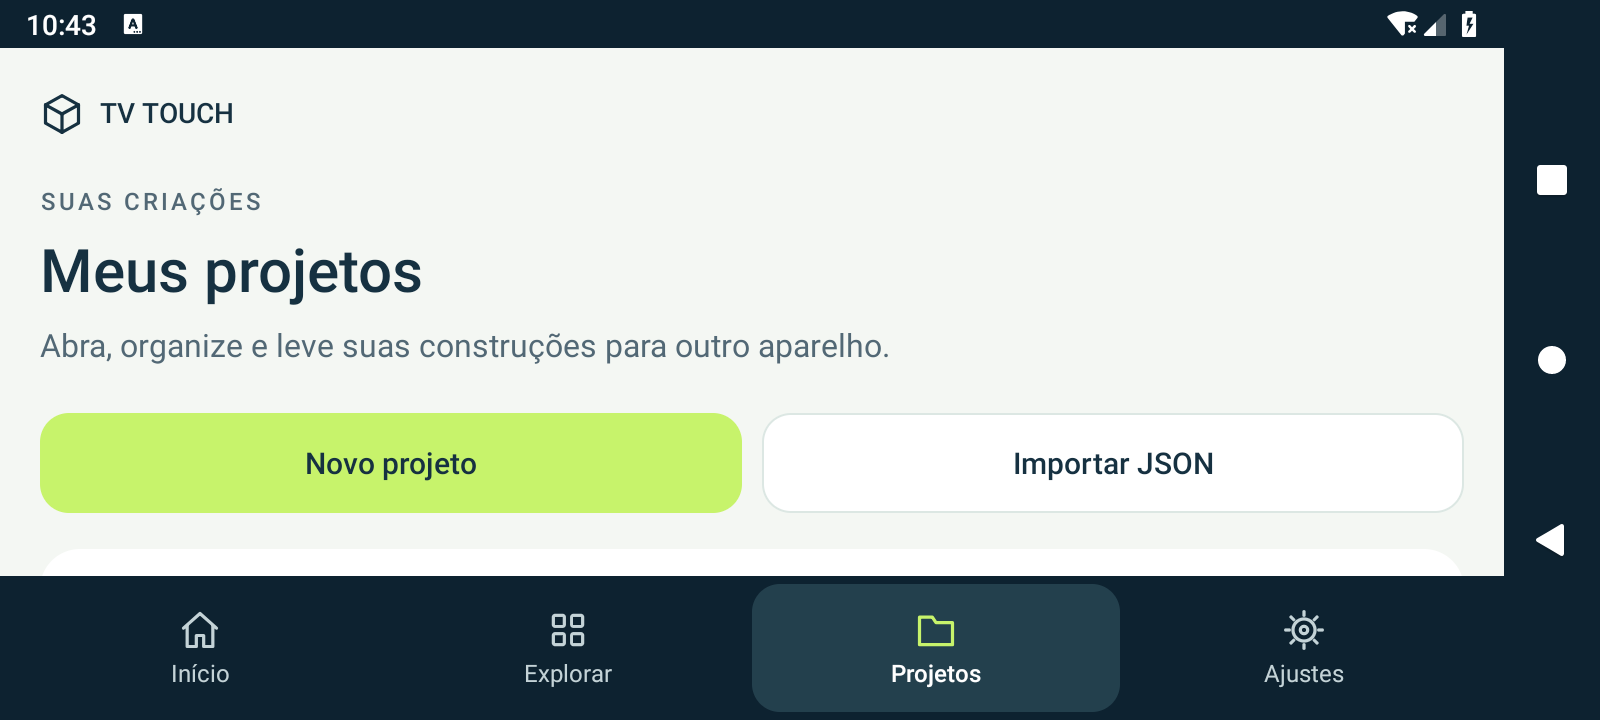 10:43
TV TOUCH
SUAS CRIAÇÕES
Meus projetos
Abra, organize e leve suas construções para outro aparelho.
Novo projeto
Importar JSON
Início
Explorar
Projetos
Ajustes